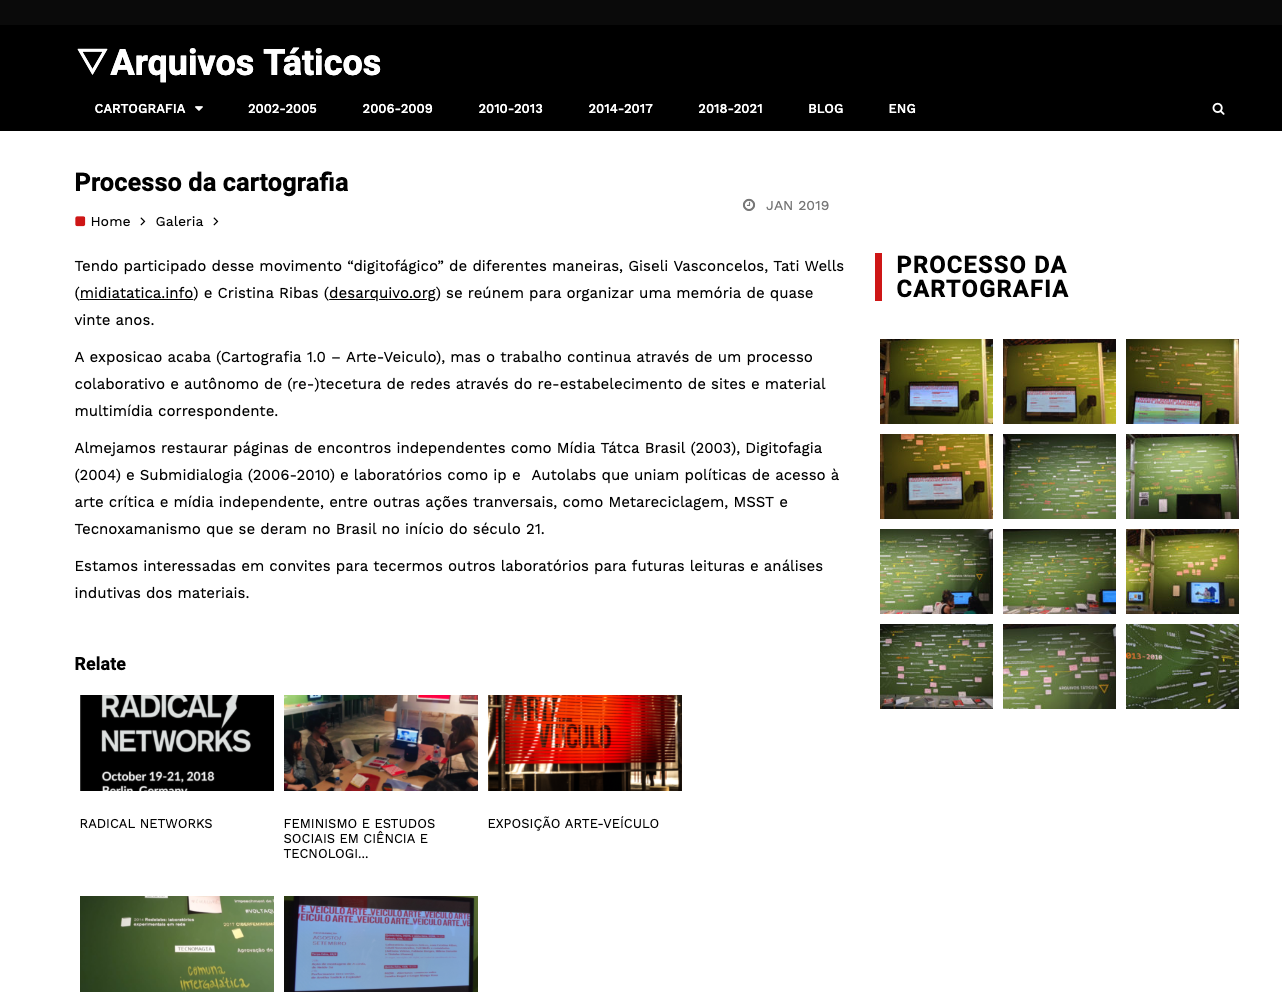 Arquivos Táticos
CARTOGRAFIA 2002-2005 2006-2009 2010-2013 2014-2017 2018-2021 BLOG ENG
Processo da cartografia
JAN 2019
Home > Galeria >
Tendo participado desse movimento “digitofágico” de diferentes maneiras, Giseli Vasconcelos, Tati Wells
(midiatatica.info) e Cristina Ribas (desarquivo.org) se reúnem para organizar uma memória de quase
vinte anos.
A exposicao acaba (Cartografia 1.0 – Arte-Veiculo), mas o trabalho continua através de um processo
colaborativo e autônomo de (re-)tecetura de redes através do re-estabelecimento de sites e material
multimídia correspondente.
Almejamos restaurar páginas de encontros independentes como Mídia Tátca Brasil (2003), Digitofagia
(2004) e Submidialogia (2006-2010) e laboratórios como ip e  Autolabs que uniam políticas de acesso à
arte crítica e mídia independente, entre outras ações tranversais, como Metareciclagem, MSST e
Tecnoxamanismo que se deram no Brasil no início do século 21.
Estamos interessadas em convites para tecermos outros laboratórios para futuras leituras e análises
indutivas dos materiais.
PROCESSO DA
CARTOGRAFIA
Relate
RADICAL
NETWORKS
October 19-21, 2018
Berlin, Germany
ARTE
VEÍCULO
RADICAL NETWORKS
FEMINISMO E ESTUDOS
SOCIAIS EM CIÊNCIA E
TECNOLOGI...
EXPOSIÇÃO ARTE-VEÍCULO
TECNOMAGIA
comuna
intergalática
ARTE_VEICULO ARTE_VEICULO